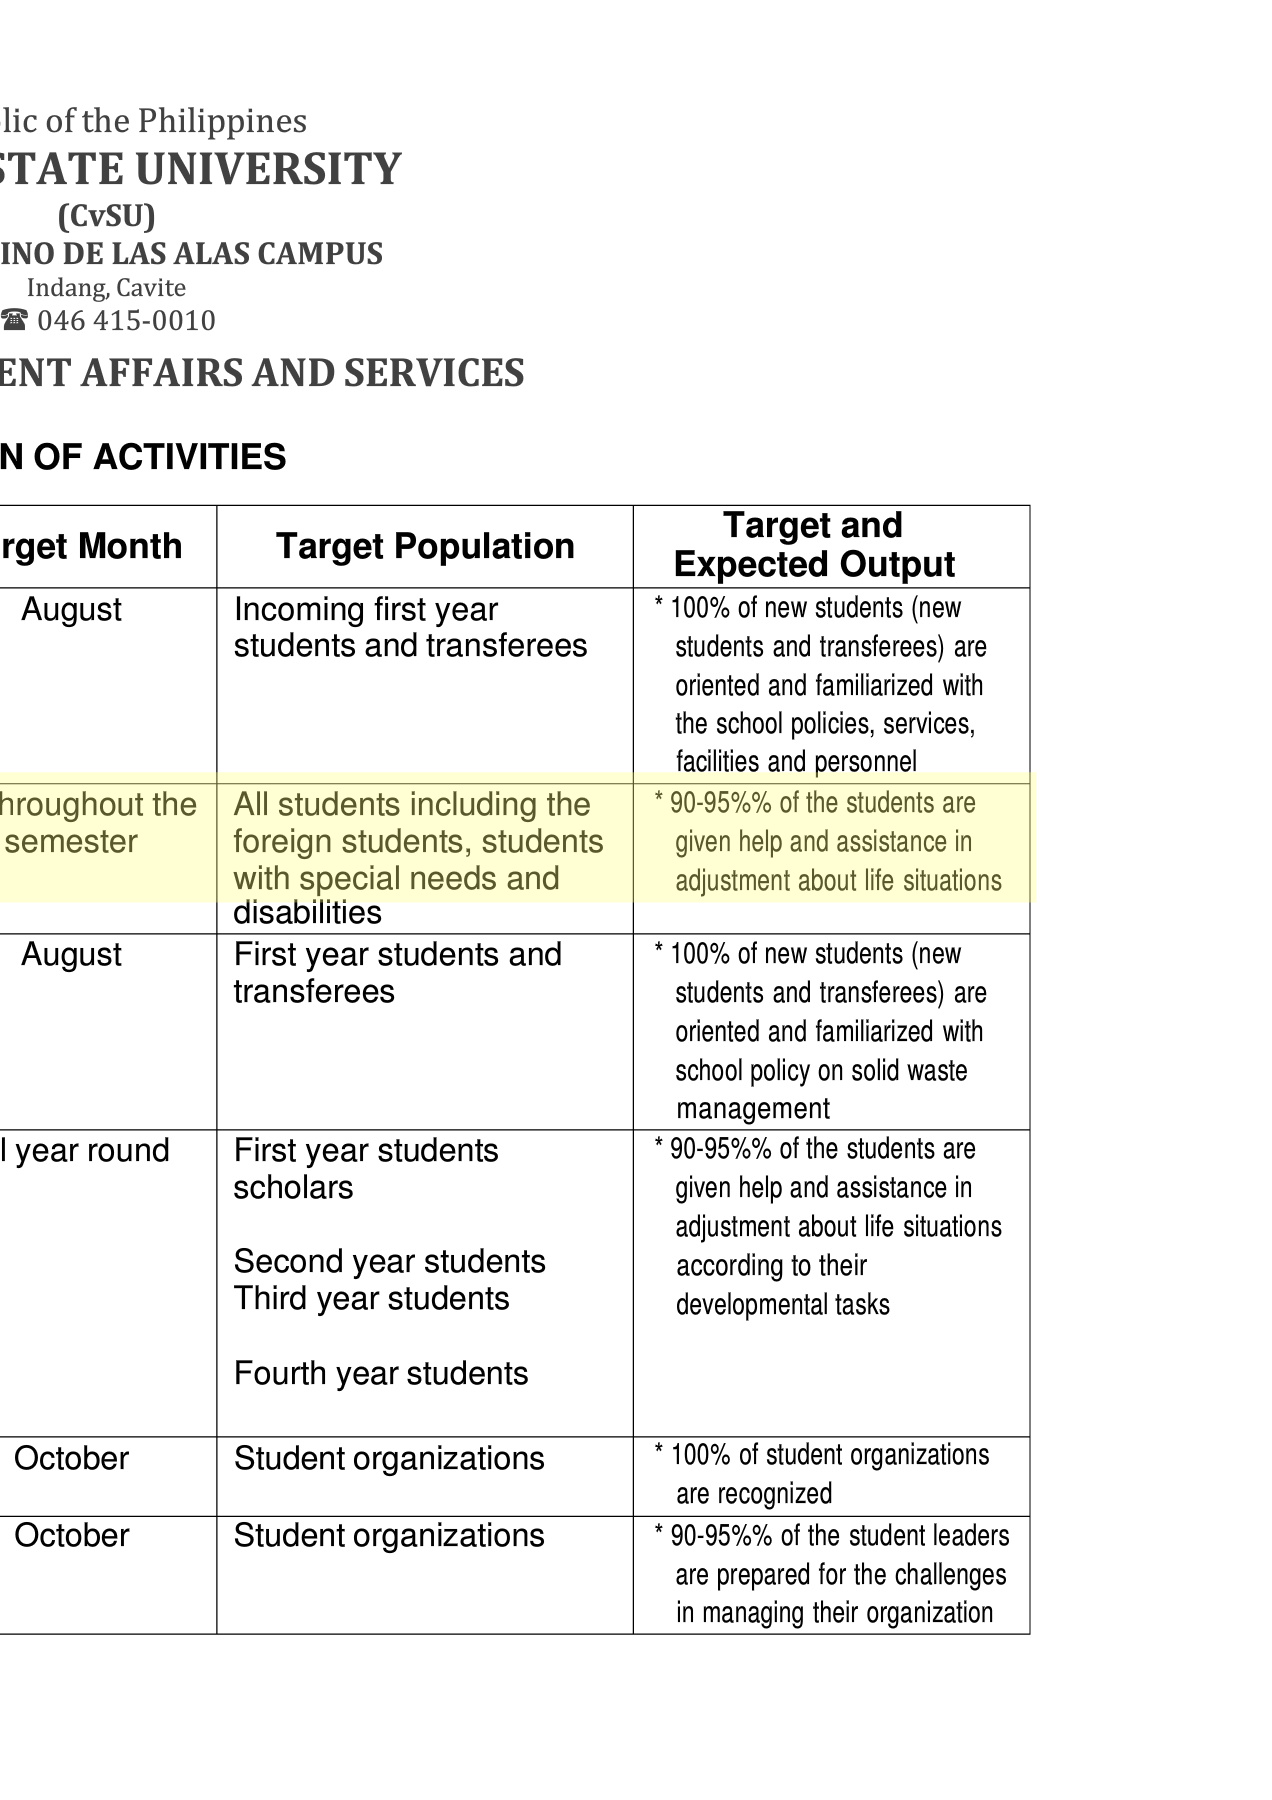 lic of the Philippines
STATE UNIVERSITY
(CvSU)
INO DE LAS ALAS CAMPUS
Indang, Cavite
☎ 046 415-0010
ENT AFFAIRS AND SERVICES
N OF ACTIVITIES
rget Month
Target Population
Target and
Expected Output
August
Incoming first year
students and transferees
* 100% of new students (new
students and transferees) are
oriented and familiarized with
the school policies, services,
facilities and personnel
hroughout the
semester
All students including the
foreign students, students
with special needs and
disabilities
* 90-95%% of the students are
given help and assistance in
adjustment about life situations
August
First year students and
transferees
* 100% of new students (new
students and transferees) are
oriented and familiarized with
school policy on solid waste
management
l year round
First year students
scholars
Second year students
Third year students
Fourth year students
* 90-95%% of the students are
given help and assistance in
adjustment about life situations
according to their
developmental tasks
October
Student organizations
* 100% of student organizations
are recognized
October
Student organizations
* 90-95%% of the student leaders
are prepared for the challenges
in managing their organization